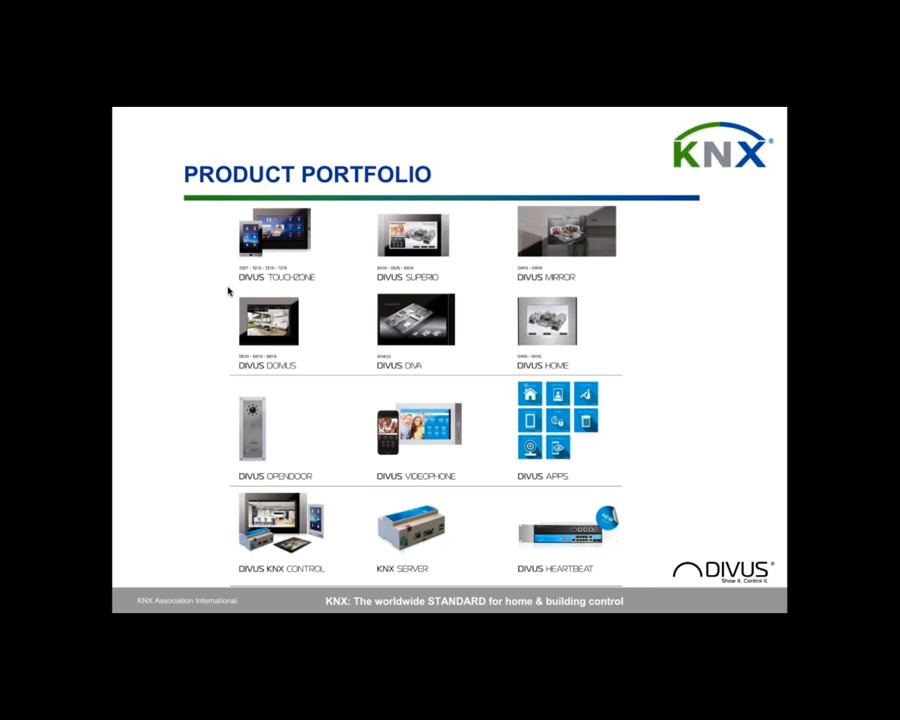 KNX®
PRODUCT PORTFOLIO
DIVUS TOUCHZONE
DIVUS SUPERIO
DIVUS MIRROR
DIVUS DOMUS
DIVUS DIVA
DIVUS HOME
DIVUS OPENDOOR
DIVUS VIDEOPHONE
DIVUS APPS
NEW
DIVUS KNX CONTROL
KNX SERVER
DIVUS HEARTBEAT
DIVUS®
Show it. Control it.
KNX Association International
KNX: The worldwide STANDARD for home & building control